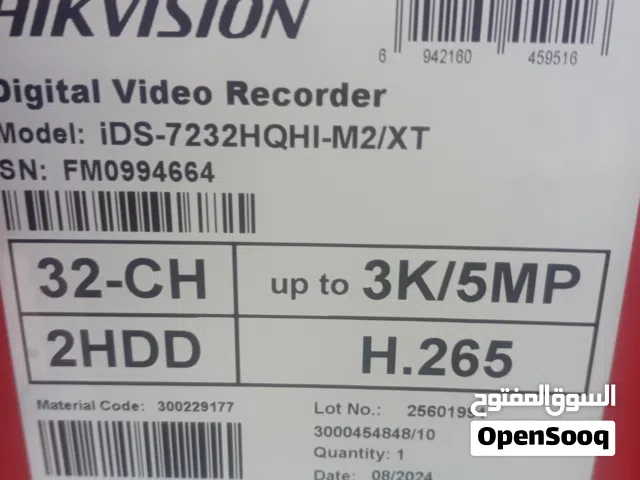 HIKVISION
6 942160 459516
Digital Video Recorder
Model: iDS-7232HQHI-M2/XT
SN: FM0994664
32-CH up to 3K/5MP
2HDD H.265
Material Code: 300229177
Lot No.:
3000454848/10
Quantity: 1
Date: 08/2024
السوق المفتوح
OpenSooq